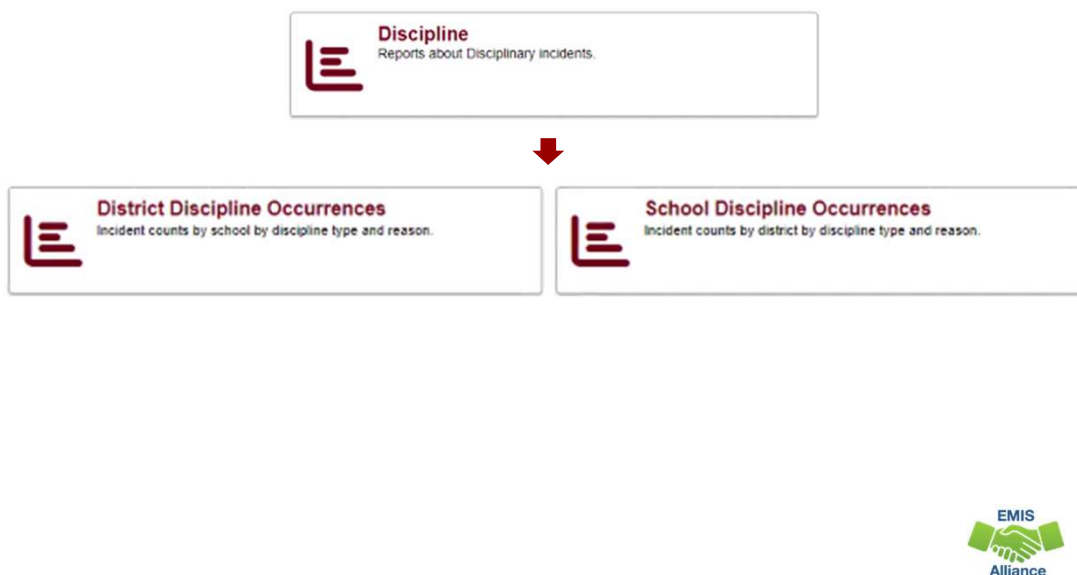 Discipline
Reports about Disciplinary incidents.
District Discipline Occurrences
Incident counts by school by discipline type and reason.
School Discipline Occurrences
Incident counts by district by discipline type and reason.
EMIS
Alliance